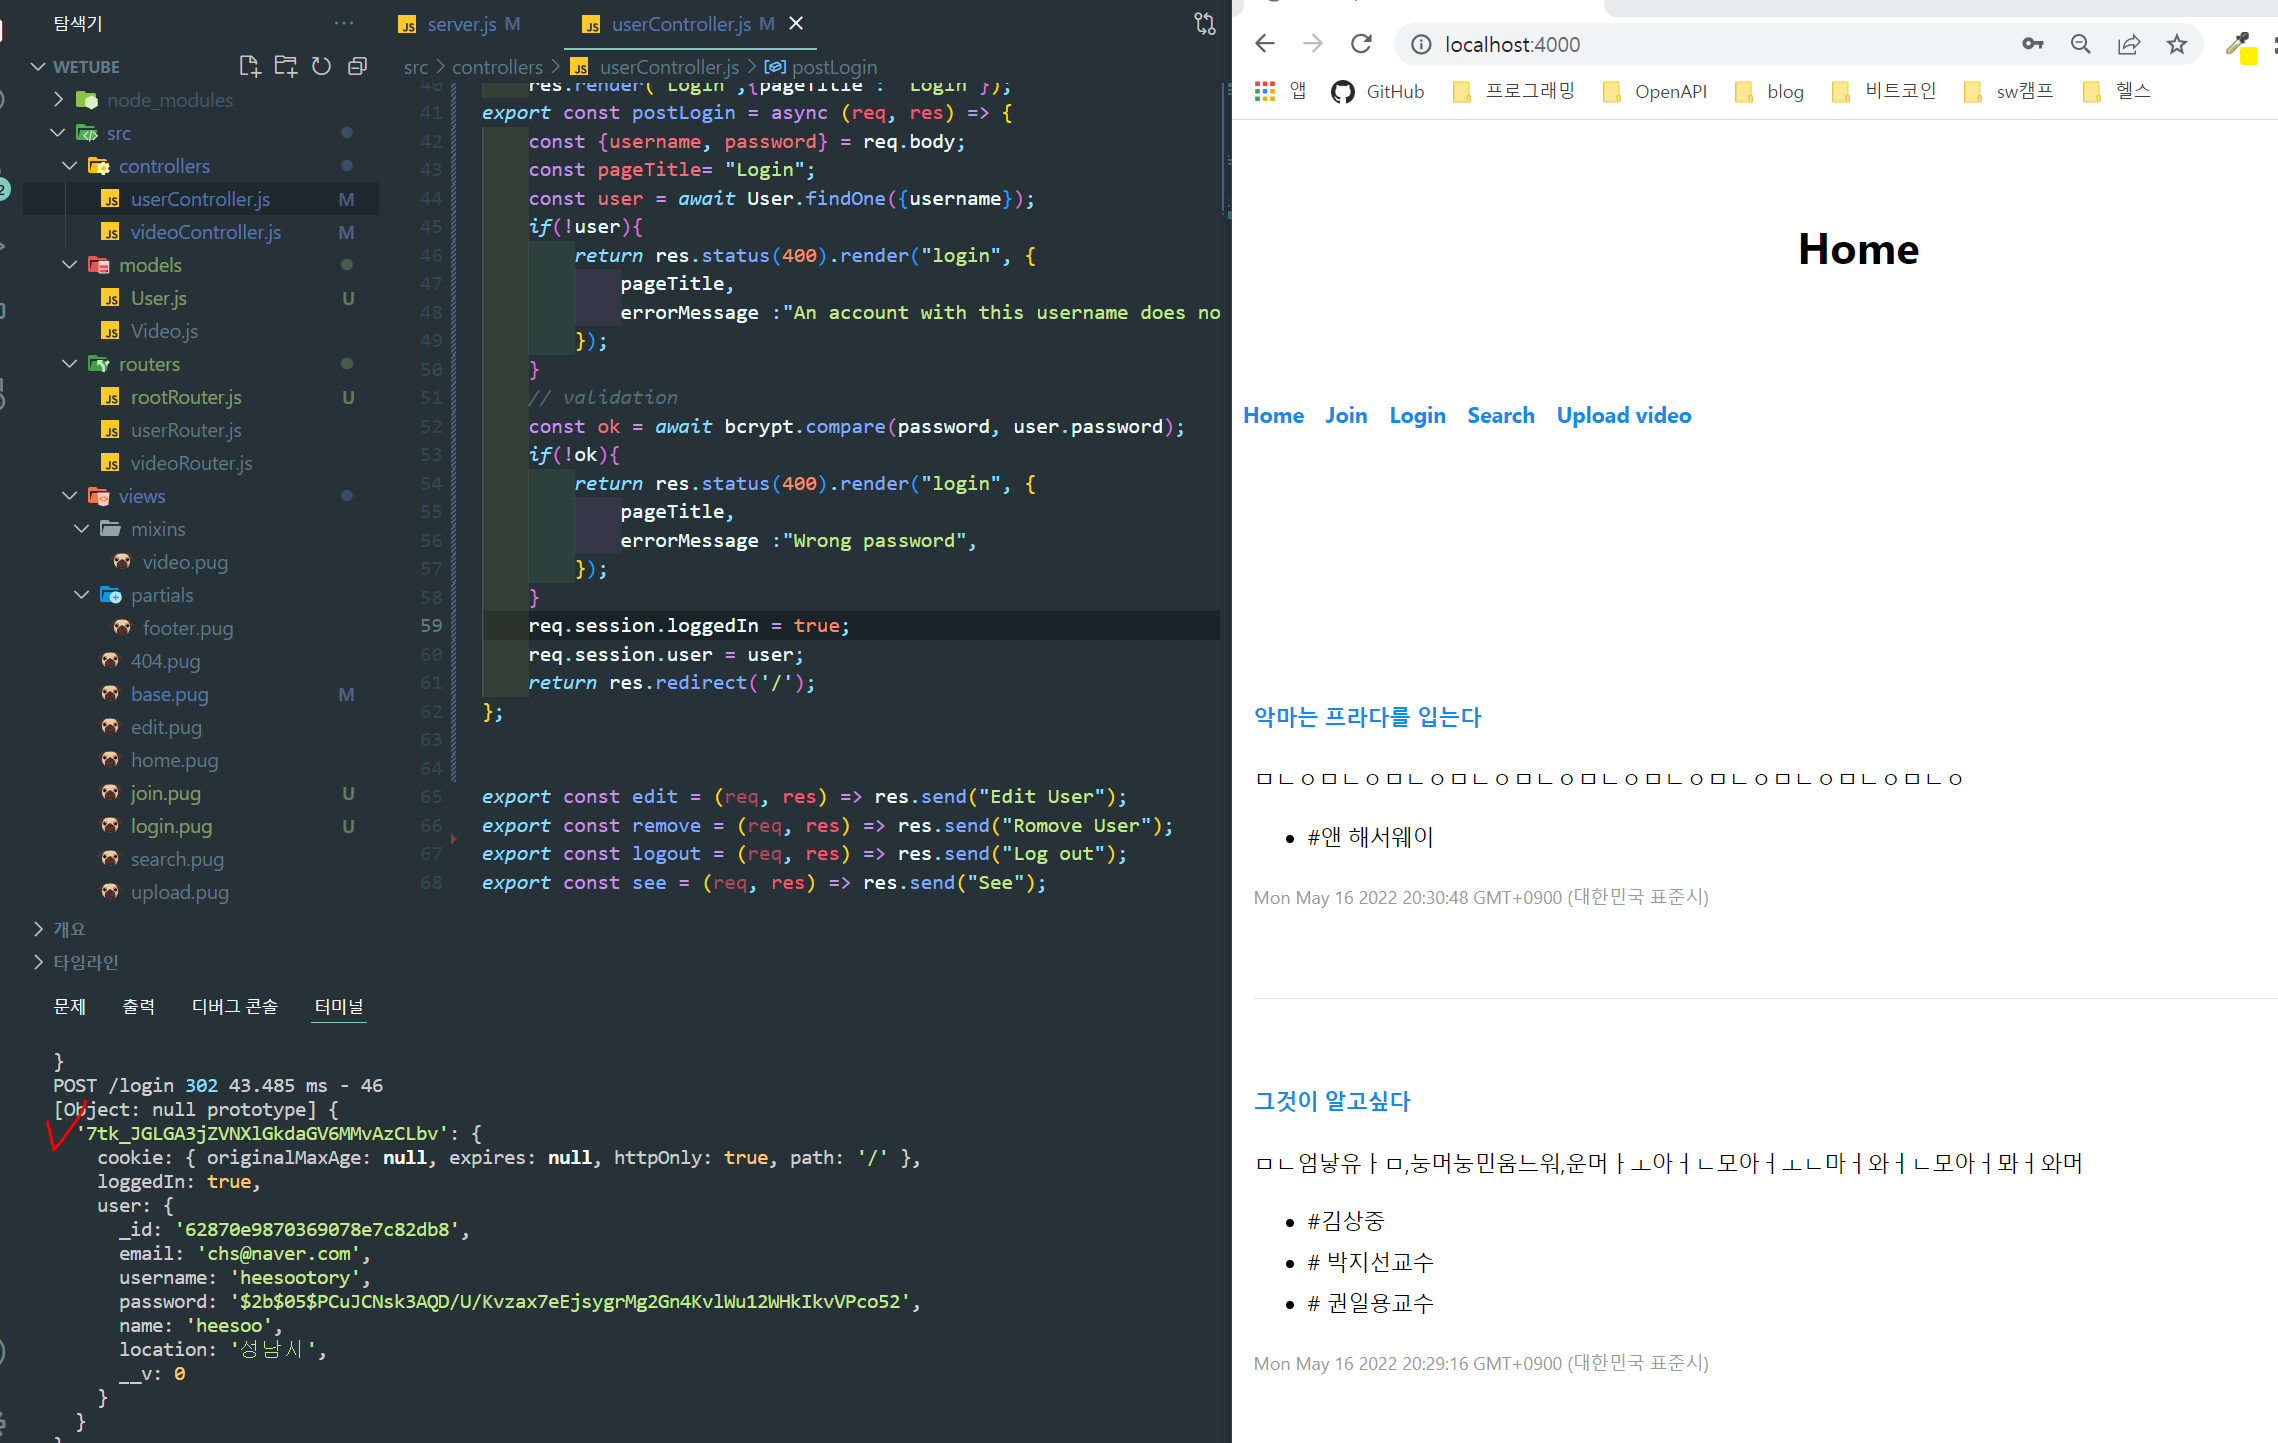 탐색기
WETUBE
node_modules
src
controllers
userController.js M
videoController.js M
models
User.js U
Video.js
routers
rootRouter.js U
userRouter.js
videoRouter.js
views
mixins
video.pug
partials
footer.pug
404.pug
base.pug M
edit.pug
home.pug
join.pug U
login.pug U
search.pug
upload.pug
개요
타임라인
server.js M
userController.js M
src > controllers > userController.js > postLogin
40 res.render("Login",{pageTitle : "Login"});
41 export const postLogin = async (req, res) => {
42 const {username, password} = req.body;
43 const pageTitle= "Login";
44 const user = await User.findOne({username});
45 if(!user){
46 return res.status(400).render("login", {
47 pageTitle,
48 errorMessage :"An account with this username does no
49 });
50 }
51 // validation
52 const ok = await bcrypt.compare(password, user.password);
53 if(!ok){
54 return res.status(400).render("login", {
55 pageTitle,
56 errorMessage :"Wrong password",
57 });
58 }
59 req.session.loggedIn = true;
60 req.session.user = user;
61 return res.redirect('/');
62 };
63
64
65 export const edit = (req, res) => res.send("Edit User");
66 export const remove = (req, res) => res.send("Romove User");
67 export const logout = (req, res) => res.send("Log out");
68 export const see = (req, res) => res.send("See");
문제 출력 디버그 콘솔 터미널
}
POST /login 302 43.485 ms - 46
[Object: null prototype] {
'7tk_JGLGA3jZVNXlGkdaGV6MMvAzCLbv': {
cookie: { originalMaxAge: null, expires: null, httpOnly: true, path: '/' },
loggedIn: true,
user: {
_id: '62870e9870369078e7c82db8',
email: 'chs@naver.com',
username: 'heesootory',
password: '$2b$05$PCuJCNsk3AQD/U/Kvzax7eEjsygrMg2Gn4KvlWu12WHkIkvVPco52',
name: 'heesoo',
location: '성남시',
__v: 0
}
}
localhost:4000
앱 GitHub 프로그래밍 OpenAPI blog 비트코인 sw캠프 헬스
Home
Home Join Login Search Upload video
악마는 프라다를 입는다
ㅁㄴㅇㅁㄴㅇㅁㄴㅇㅁㄴㅇㅁㄴㅇㅁㄴㅇㅁㄴㅇㅁㄴㅇㅁㄴㅇㅁㄴㅇㅁㄴㅇ
#앤 해서웨이
Mon May 16 2022 20:30:48 GMT+0900 (대한민국 표준시)
그것이 알고싶다
ㅁㄴ엄낳유ㅏㅁ,눙머눙민움느워,운머ㅏㅗ아ㅓㄴ모아ㅓㅗㄴ마ㅓ와ㅓㄴ모아ㅓ뫄ㅓ와머
#김상중
# 박지선교수
# 권일용교수
Mon May 16 2022 20:29:16 GMT+0900 (대한민국 표준시)